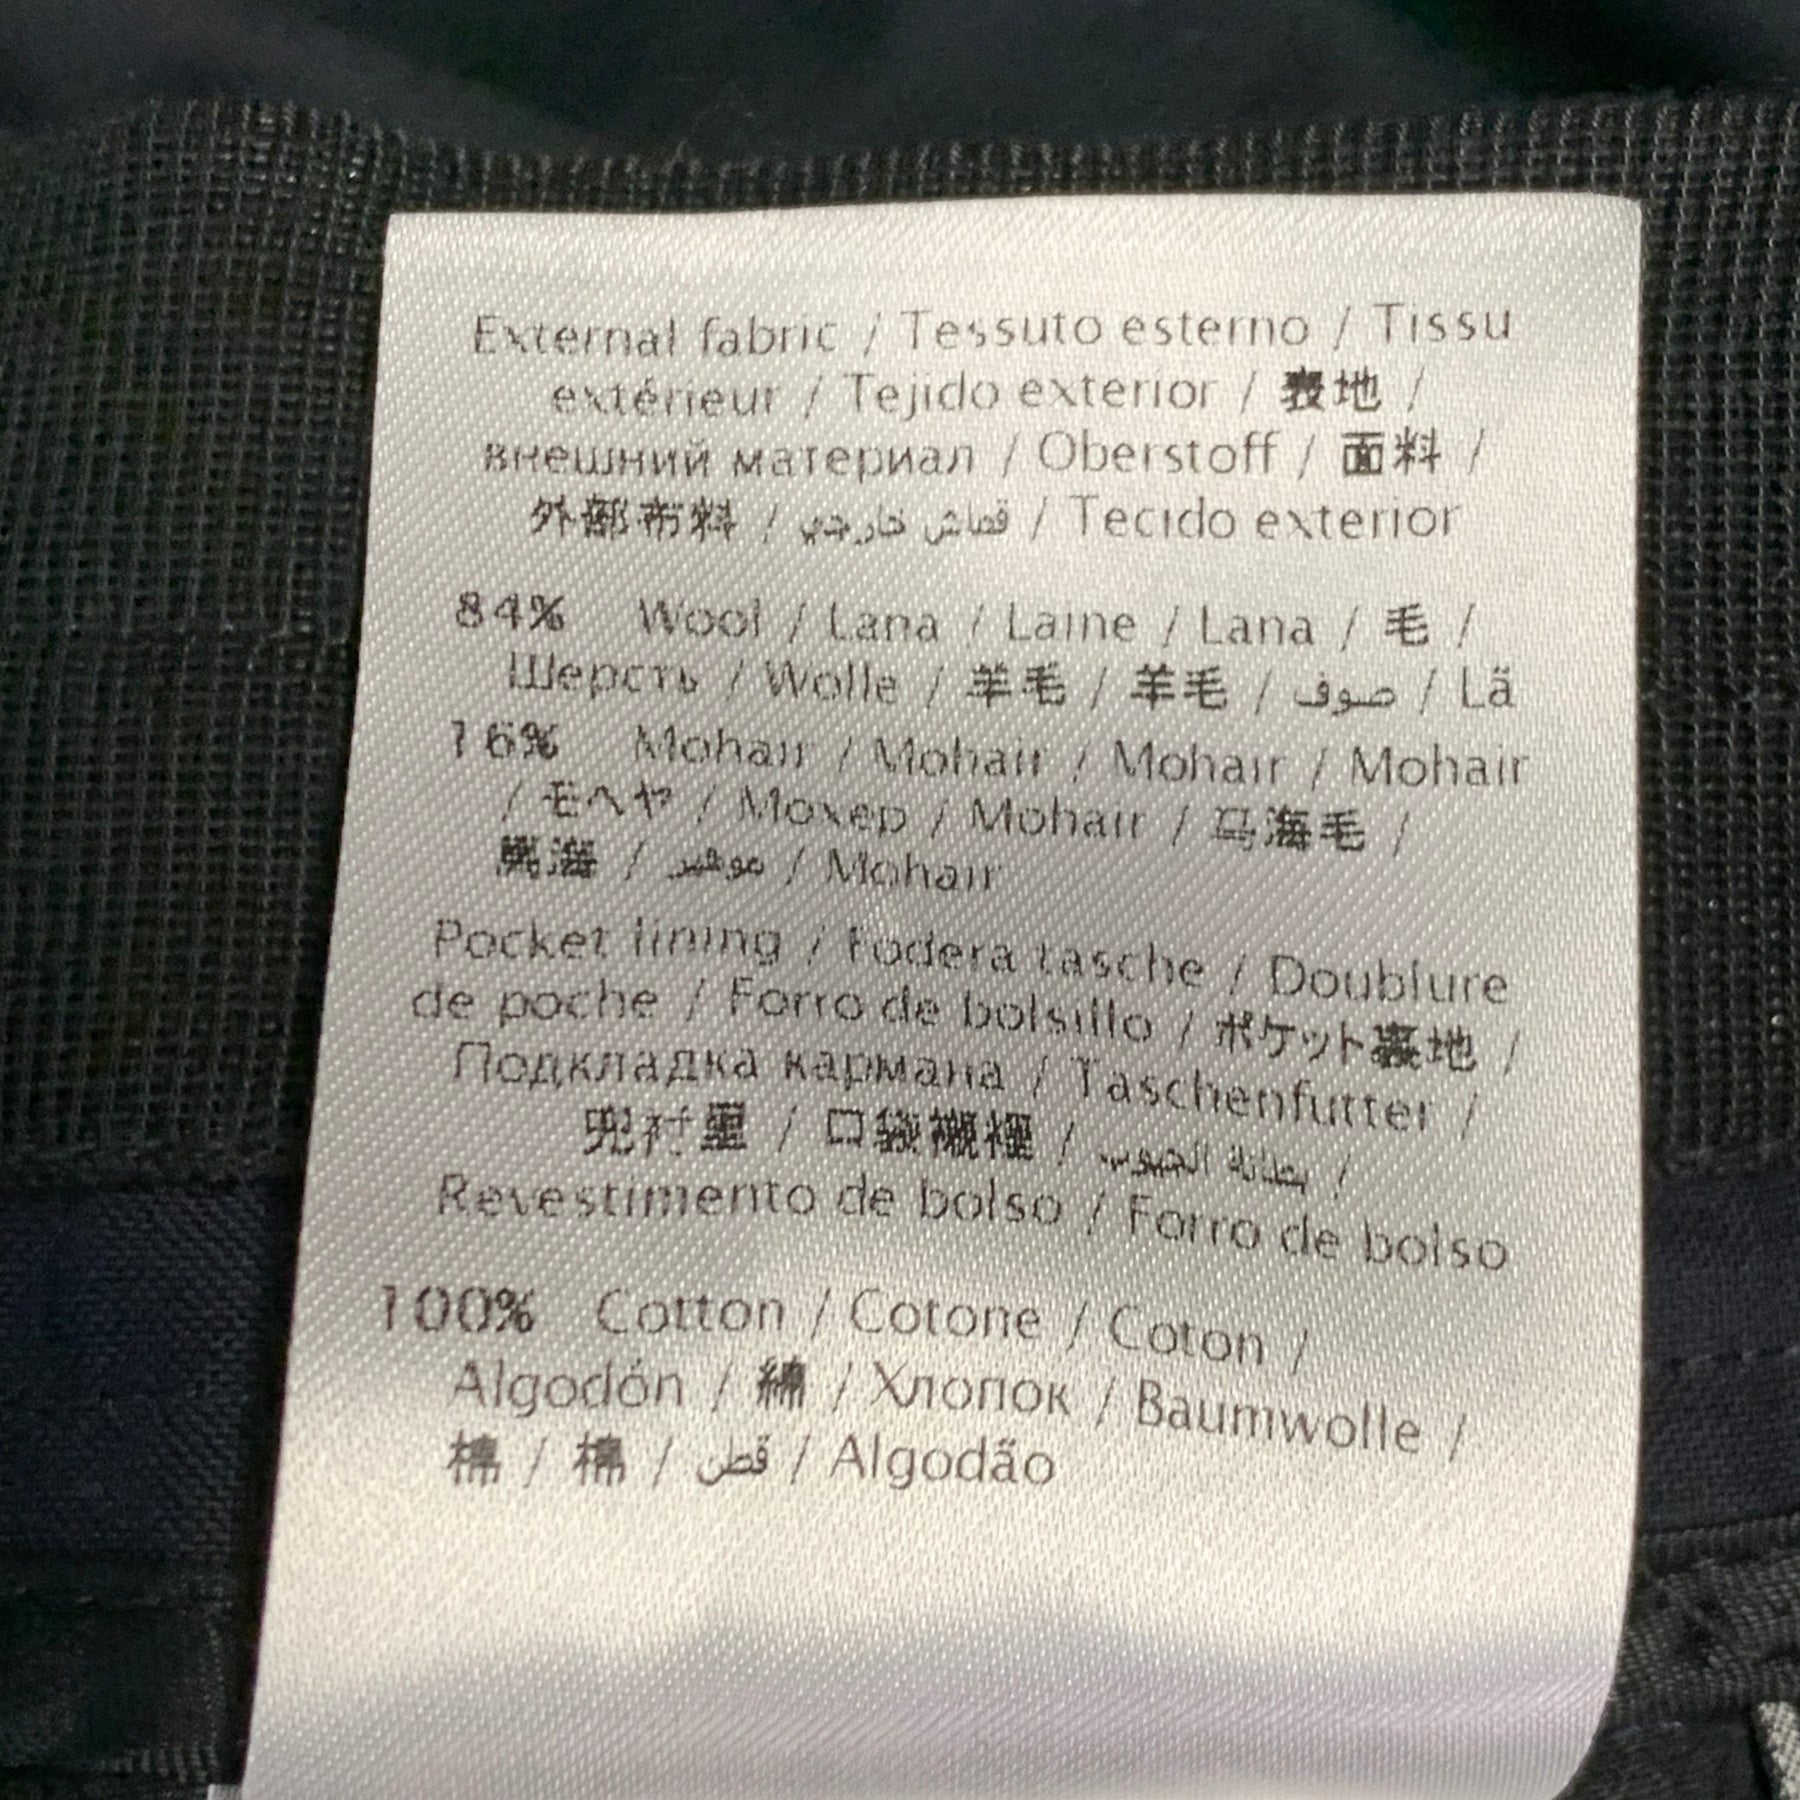 External fabric / Tessuto esterno / Tissu
extérieur / Tejido exterior / 表地 /
внешний материал / Oberstoff / 面料 /
外部布料 / قماش خارجي / Tecido exterior
84% Wool / Lana / Laine / Lana / 毛 /
Шерсть / Wolle / 羊毛 / 羊毛 / صوف / Lã
16% Mohair / Mohair / Mohair / Mohair
/ モヘヤ / Мохер / Mohair / 马海毛 /
馬海 / موهير / Mohair
Pocket lining / Fodera tasche / Doublure
de poche / Forro de bolsillo / ポケット裏地 /
Подкладка кармана / Taschenfutter /
兜衬里 / 口袋襯裡 / بطانة الجيوب /
Revestimento de bolso / Forro de bolso
100% Cotton / Cotone / Coton /
Algodón / 綿 / Хлопок / Baumwolle /
棉 / 棉 / قطن / Algodão